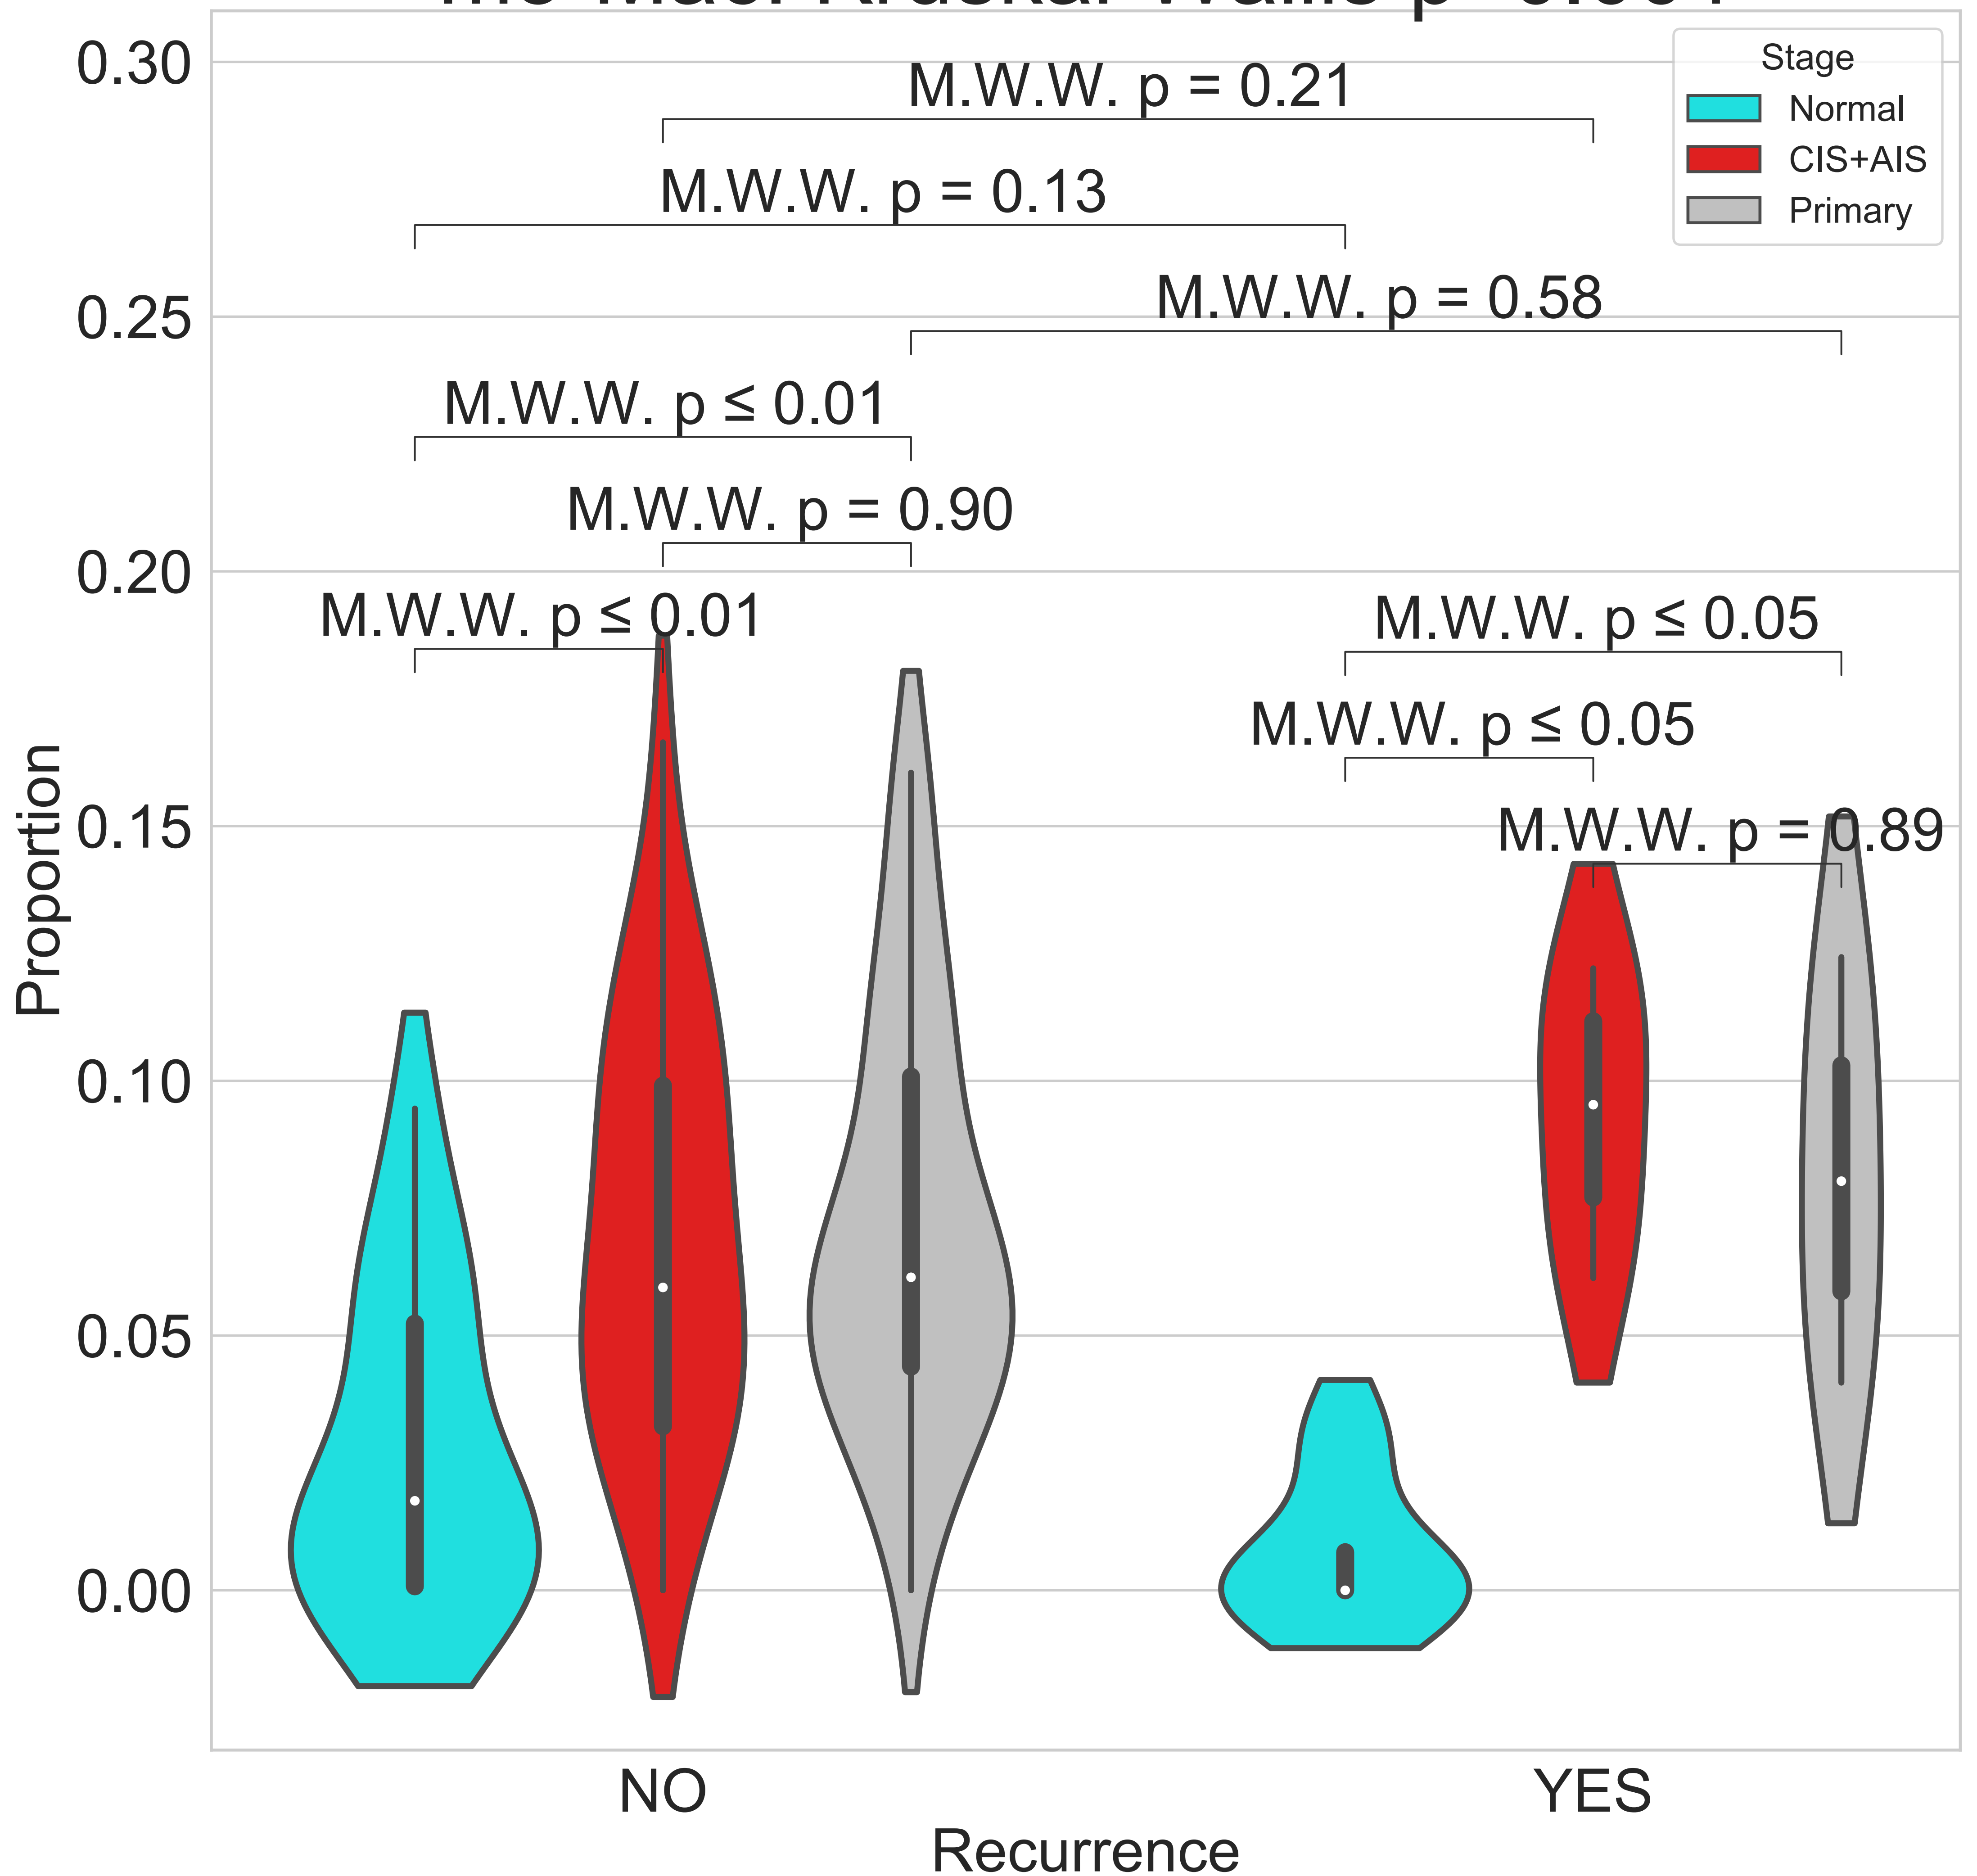 0.30
0.25
0.20
0.15
0.10
0.05
0.00
Proportion
Stage
Normal
CIS+AIS
Primary
M.W.W. p = 0.21
M.W.W. p = 0.13
M.W.W. p = 0.58
M.W.W. p ≤ 0.01
M.W.W. p = 0.90
M.W.W. p ≤ 0.01
M.W.W. p ≤ 0.05
M.W.W. p ≤ 0.05
M.W.W. p = 0.89
NO
YES
Recurrence